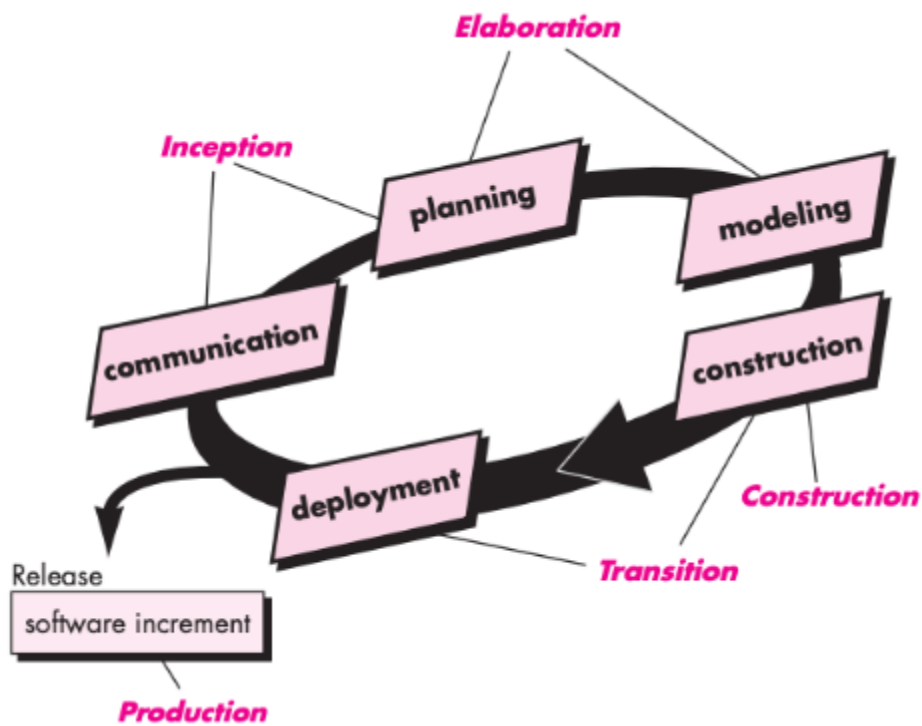 Elaboration
Inception
planning
modeling
communication
construction
deployment
Construction
Transition
Release
software increment
Production